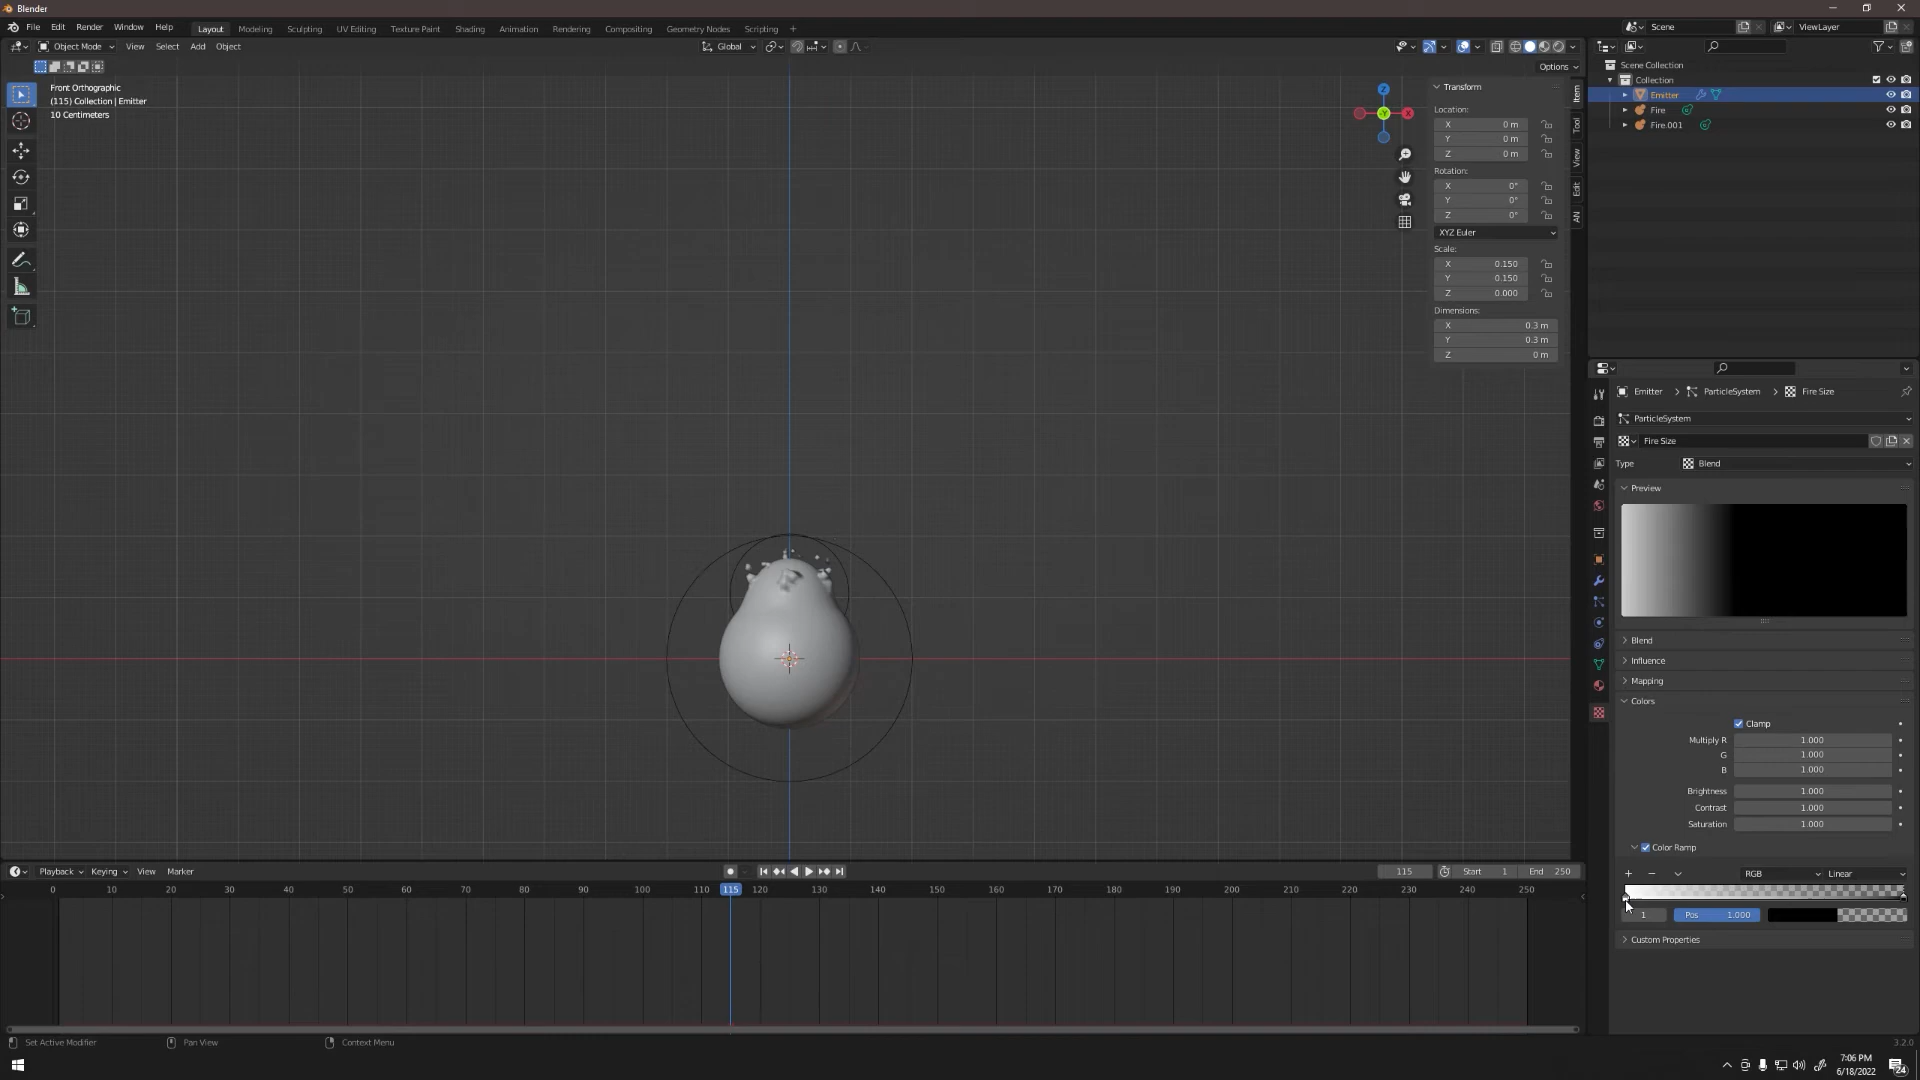 Blender
File Edit Render Window Help
Layout Modeling Sculpting UV Editing Texture Paint Shading Animation Rendering Compositing Geometry Nodes Scripting +
Scene
ViewLayer
Object Mode View Select Add Object
Global
Options
Front Orthographic
(115) Collection | Emitter
10 Centimeters
Z
Y
X
Transform
Location:
X 0 m
Y 0 m
Z 0 m
Rotation:
X 0°
Y 0°
Z 0°
XYZ Euler
Scale:
X 0.150
Y 0.150
Z 0.000
Dimensions:
X 0.3 m
Y 0.3 m
Z 0 m
Item
Tool
View
Edit
AN
Scene Collection
Collection
Emitter
Fire
Fire.001
Emitter > ParticleSystem > Fire Size
ParticleSystem
Fire Size
Type Blend
Preview
Blend
Influence
Mapping
Colors
Clamp
Multiply R 1.000
G 1.000
B 1.000
Brightness 1.000
Contrast 1.000
Saturation 1.000
Color Ramp
+ − RGB Linear
1 Pos 1.000
Custom Properties
Playback Keying View Marker
115 Start 1 End 250
0 10 20 30 40 50 60 70 80 90 100 110 115 120 130 140 150 160 170 180 190 200 210 220 230 240 250
Set Active Modifier Pan View Context Menu
3.2.0
7:06 PM
6/18/2022
24